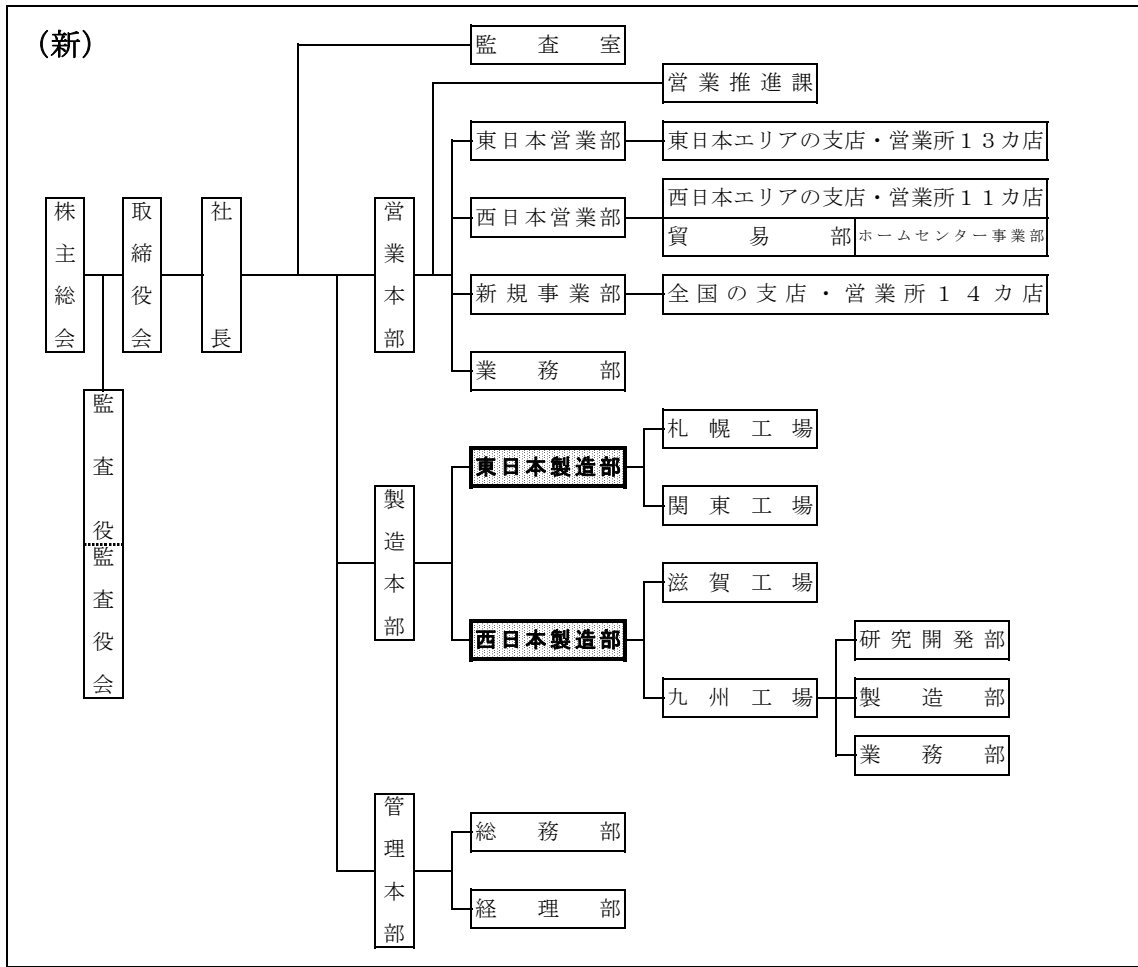 (新)
監査室
営業推進課
東日本営業部
東日本エリアの支店・営業所13カ店
株主総会
取締役会
社長
営業本部
西日本営業部
西日本エリアの支店・営業所11カ店
貿易部
ホームセンター事業部
新規事業部
全国の支店・営業所14カ店
業務部
監査役
監査役会
製造本部
東日本製造部
札幌工場
関東工場
西日本製造部
滋賀工場
九州工場
研究開発部
製造部
業務部
管理本部
総務部
経理部